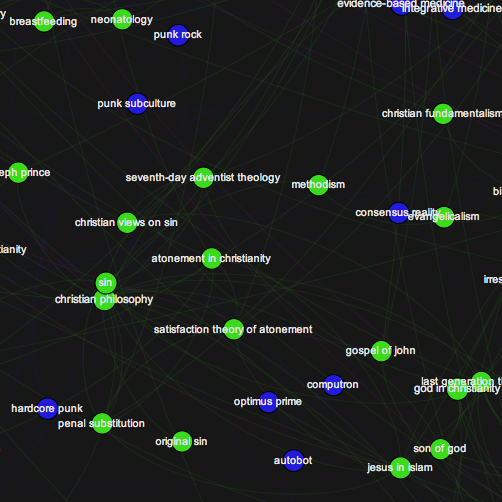 evidence-based medicine
integrative medicine
breastfeeding
neonatology
punk rock
punk subculture
christian fundamentalism
eph prince
seventh-day adventist theology
methodism
consensus reality
evangelicalism
christian views on sin
atonement in christianity
sin
christian philosophy
satisfaction theory of atonement
gospel of john
last generation t
god in christianity
computron
optimus prime
hardcore punk
penal substitution
original sin
son of god
autobot
jesus in islam